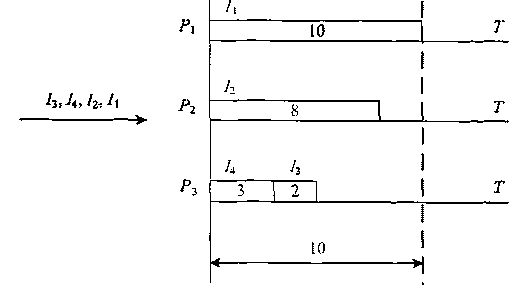 I₁
P₁ 10 T
I₂
I₃, I₄, I₂, I₁
P₂ 8 T
I₄ I₃
P₃ 3 2 T
10